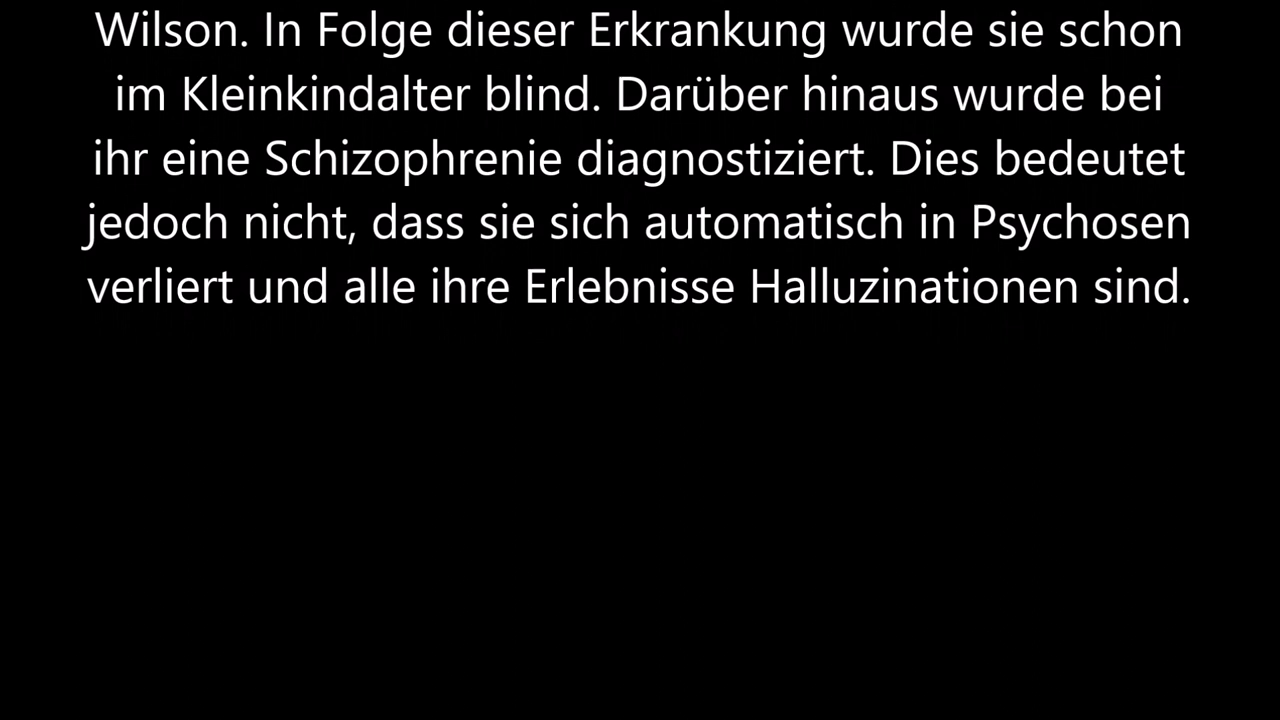 Wilson. In Folge dieser Erkrankung wurde sie schon
im Kleinkindalter blind. Darüber hinaus wurde bei
ihr eine Schizophrenie diagnostiziert. Dies bedeutet
jedoch nicht, dass sie sich automatisch in Psychosen
verliert und alle ihre Erlebnisse Halluzinationen sind.